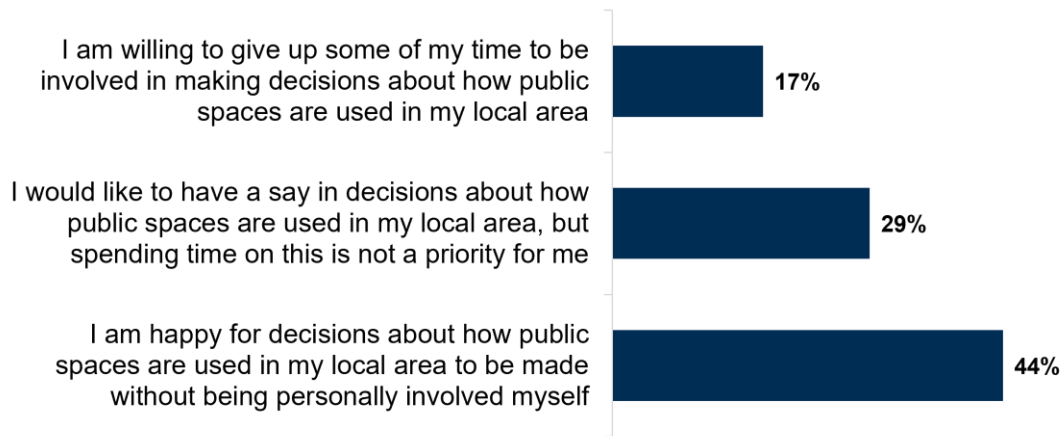 I am willing to give up some of my time to be
involved in making decisions about how public
spaces are used in my local area
17%
I would like to have a say in decisions about how
public spaces are used in my local area, but
spending time on this is not a priority for me
29%
I am happy for decisions about how public
spaces are used in my local area to be made
without being personally involved myself
44%